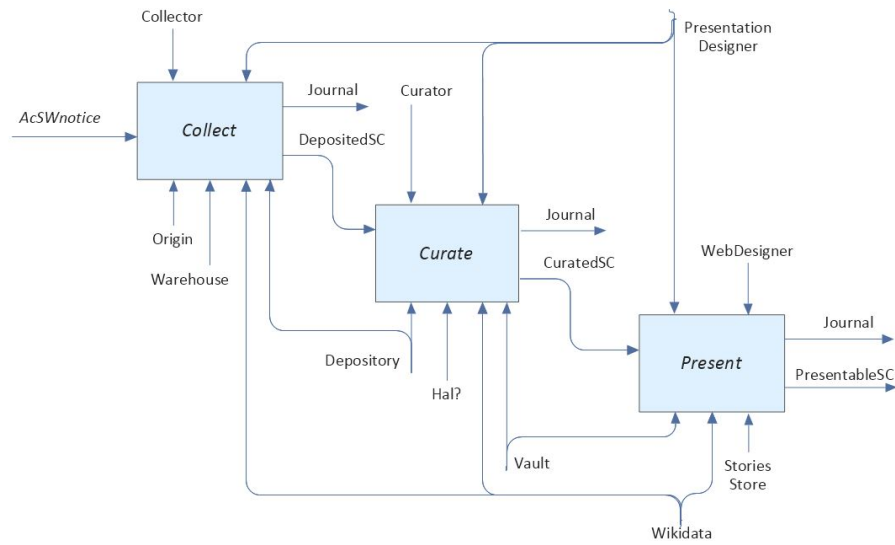 Collector
Presentation
Designer
Journal
Curator
AcSWnotice
Collect
DepositedSC
Journal
Origin
Curate
WebDesigner
CuratedSC
Warehouse
Journal
Depository
Present
PresentableSC
Hal?
Vault
Stories
Store
Wikidata